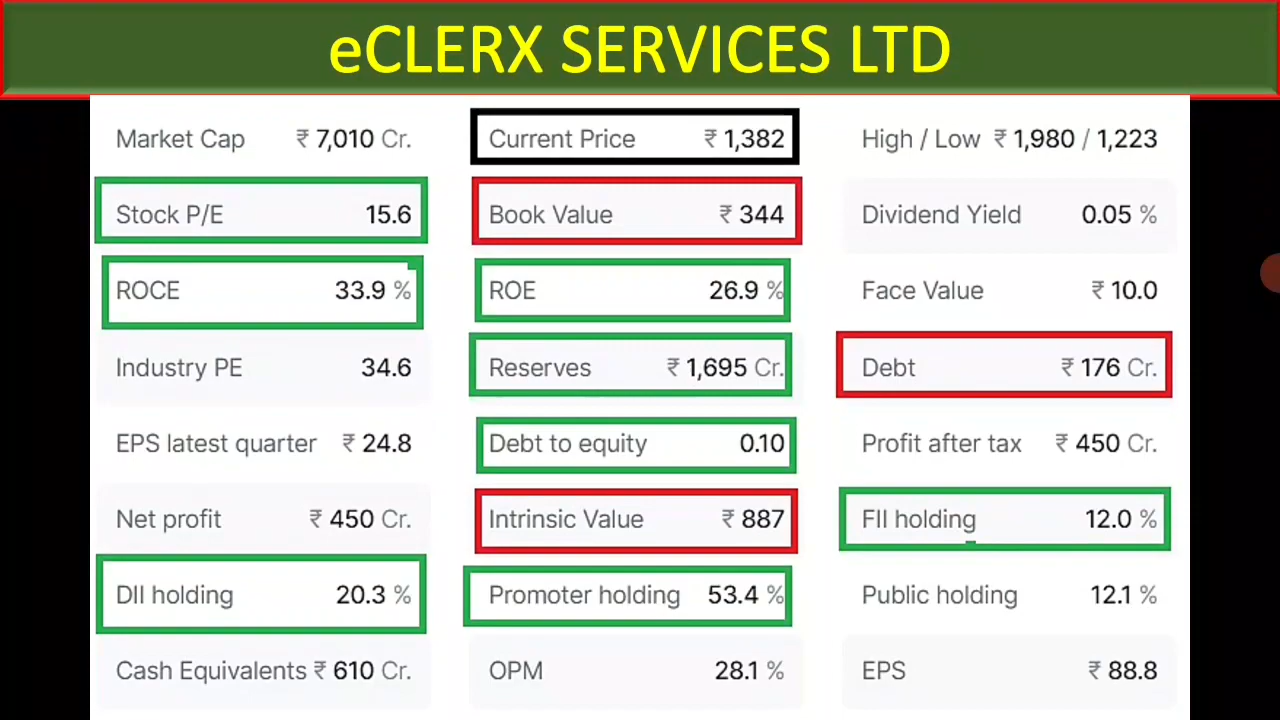 eCLERX SERVICES LTD
Market Cap ₹ 7,010 Cr.
Current Price ₹ 1,382
High / Low ₹ 1,980 / 1,223
Stock P/E 15.6
Book Value ₹ 344
Dividend Yield 0.05 %
ROCE 33.9 %
ROE 26.9 %
Face Value ₹ 10.0
Industry PE 34.6
Reserves ₹ 1,695 Cr.
Debt ₹ 176 Cr.
EPS latest quarter ₹ 24.8
Debt to equity 0.10
Profit after tax ₹ 450 Cr.
Net profit ₹ 450 Cr.
Intrinsic Value ₹ 887
FII holding 12.0 %
DII holding 20.3 %
Promoter holding 53.4 %
Public holding 12.1 %
Cash Equivalents ₹ 610 Cr.
OPM 28.1 %
EPS ₹ 88.8